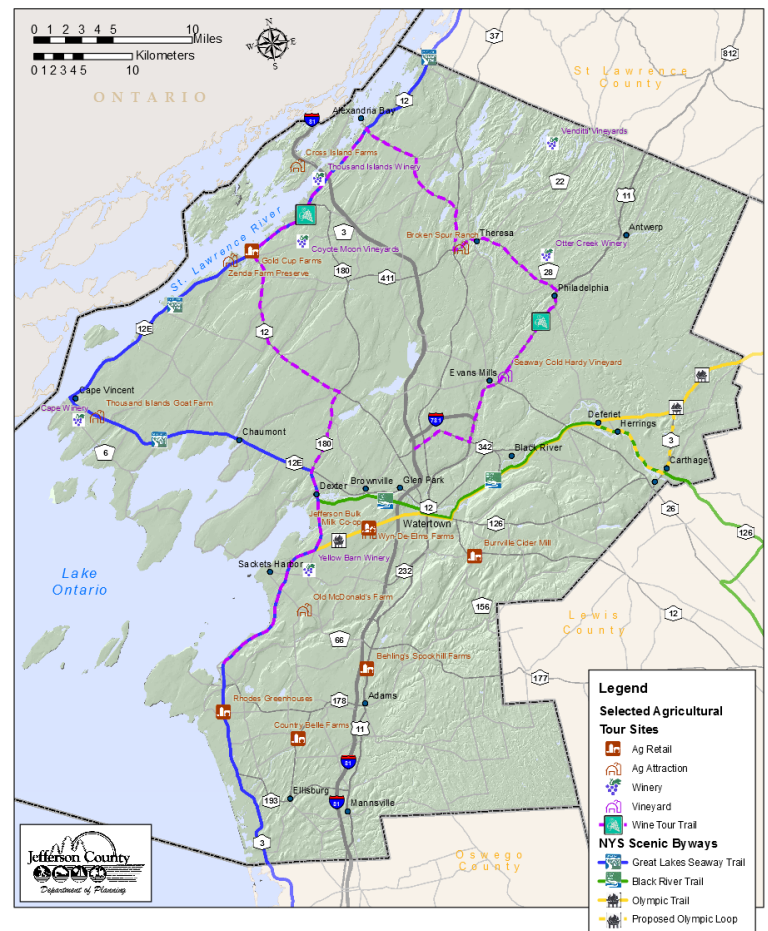 0 1 2 3 4 5 10
Miles
Kilometers
0 1 2 3 4 5 10
N
W E
S
ONTARIO
37
812
St Lawrence
County
12
Alexandria Bay
81
Cross Island Farms
Thousand Islands Winery
Venditti Vineyards
22
11
St. Lawrence River
3
Broken Spur Ranch
Theresa
Antwerp
Coyote Moon Vineyards
Otter Creek Winery
Gold Cup Farms
Zenda Farm Preserve
180
411
28
Philadelphia
12E
12
Seaway Cold Hardy Vineyard
Evans Mills
Cape Vincent
Thousand Islands Goat Farm
Cape Winery
781
Deferiet
Herrings
Chaumont
6
180
342
Black River
3
Carthage
12E
Dexter
Brownville
Glen Park
26
Jefferson Bulk
Milk Co-op
12
Watertown
126
126
Wyn-De-Elms Farms
Burrville Cider Mill
Yellow Barn Winery
Sackets Harbor
232
Lake
Ontario
Old McDonald's Farm
156
Lewis
County
12
66
Behling's Spookhill Farms
177
Rhodes Greenhouses
178
Adams
Country Belle Farms
11
81
193
Ellisburg
81
Mannsville
3
Oswego
County
Jefferson County
Department of Planning
Legend
Selected Agricultural
Tour Sites
Ag Retail
Ag Attraction
Winery
Vineyard
Wine Tour Trail
NYS Scenic Byways
Great Lakes Seaway Trail
Black River Trail
Olympic Trail
Proposed Olympic Loop